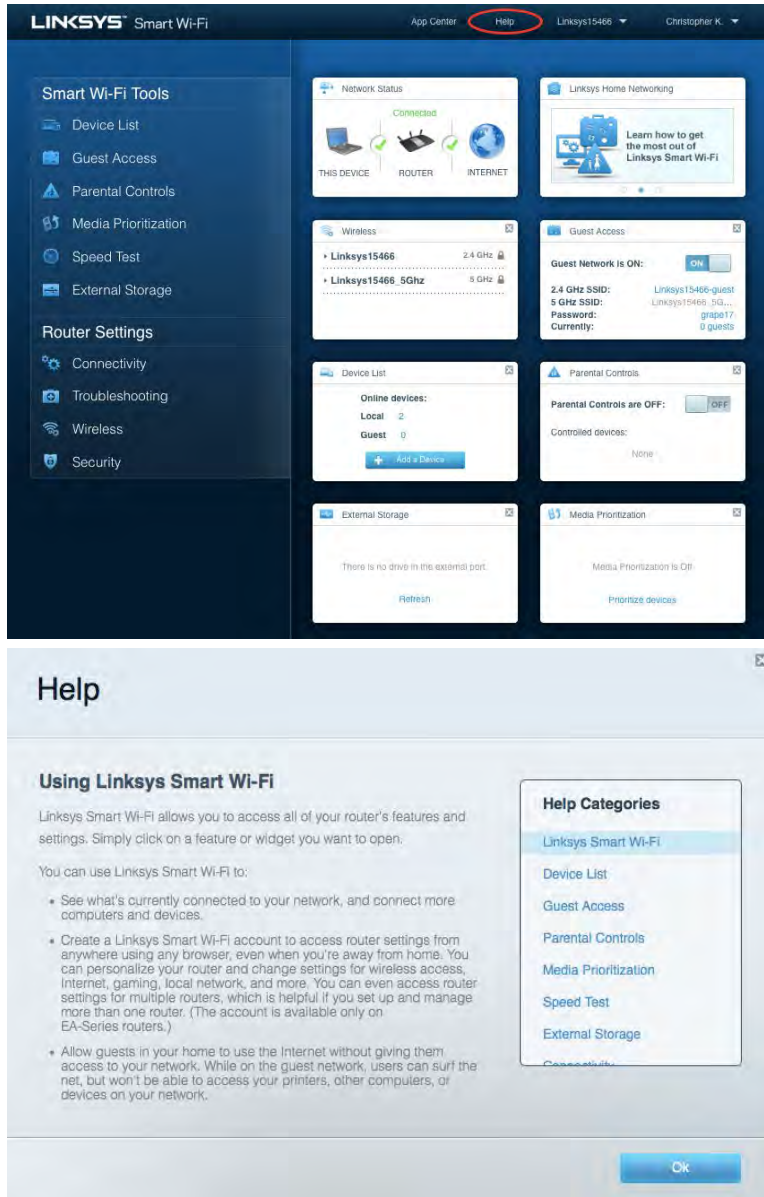 LINKSYS™ Smart Wi-Fi
App Center Help Linksys15466 Christopher K.
Smart Wi-Fi Tools
Device List
Guest Access
Parental Controls
Media Prioritization
Speed Test
External Storage
Router Settings
Connectivity
Troubleshooting
Wireless
Security
Network Status
Connected
THIS DEVICE ROUTER INTERNET
Linksys Home Networking
Learn how to get
the most out of
Linksys Smart Wi-Fi
Wireless
Linksys15466 2.4 GHz
Linksys15466_5Ghz 5 GHz
Guest Access
Guest Network is ON: ON
2.4 GHz SSID: Linksys15466-guest
5 GHz SSID: Linksys15466_5G...
Password: grape17
Currently: 0 guests
Device List
Online devices:
Local 2
Guest 0
Add a Device
Parental Controls
Parental Controls are OFF: OFF
Controlled devices:
None
External Storage
There is no drive in the external port.
Refresh
Media Prioritization
Media Prioritization is Off
Prioritize devices
Help
Using Linksys Smart Wi-Fi
Linksys Smart Wi-Fi allows you to access all of your router's features and
settings. Simply click on a feature or widget you want to open.
You can use Linksys Smart Wi-Fi to:
• See what's currently connected to your network, and connect more
computers and devices.
• Create a Linksys Smart Wi-Fi account to access router settings from
anywhere using any browser, even when you're away from home. You
can personalize your router and change settings for wireless access,
Internet, gaming, local network, and more. You can even access router
settings for multiple routers, which is helpful if you set up and manage
more than one router. (The account is available only on
EA-Series routers.)
• Allow guests in your home to use the Internet without giving them
access to your network. While on the guest network, users can surf the
net, but won't be able to access your printers, other computers, or
devices on your network.
Help Categories
Linksys Smart Wi-Fi
Device List
Guest Access
Parental Controls
Media Prioritization
Speed Test
External Storage
Connectivity
Ok